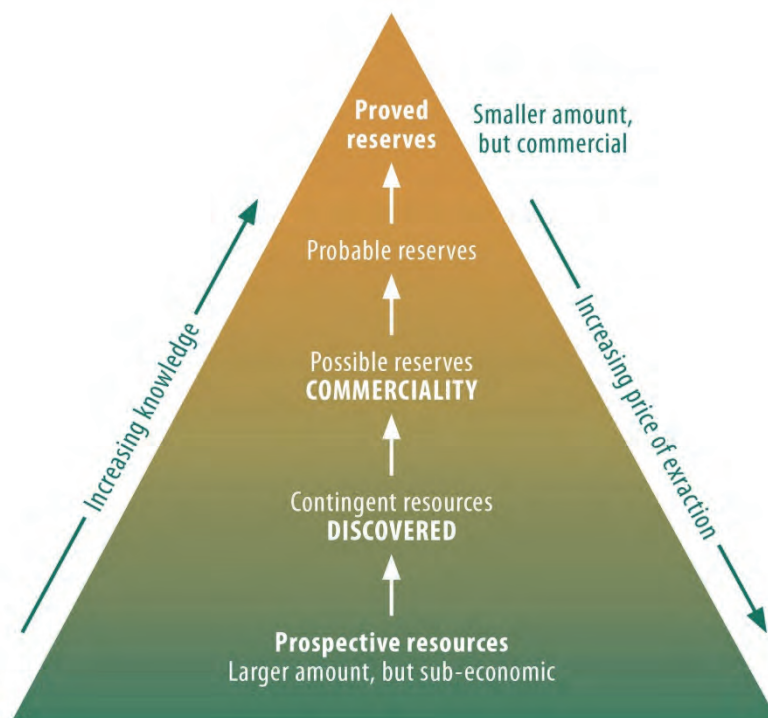 Proved
reserves
Smaller amount,
but commercial
Probable reserves
Increasing knowledge
Increasing price of exraction
Possible reserves
COMMERCIALITY
Contingent resources
DISCOVERED
Prospective resources
Larger amount, but sub-economic